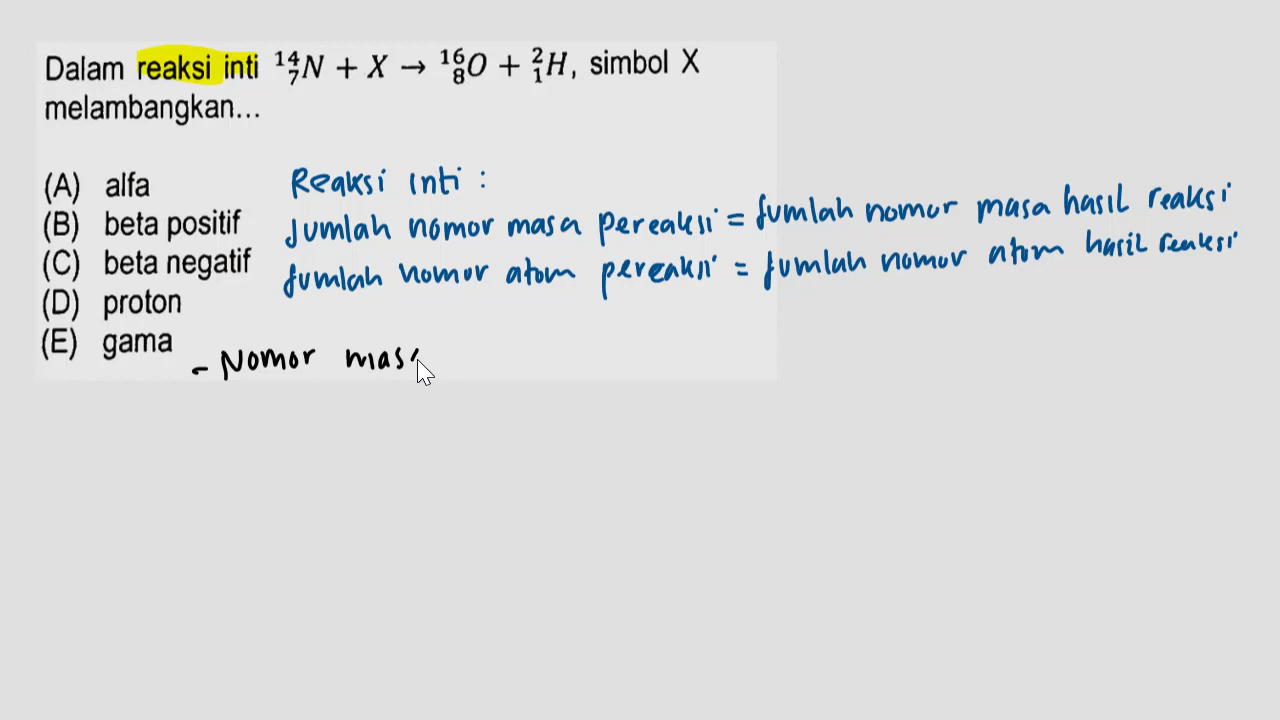 Dalam reaksi inti ¹⁴₇N + X → ¹⁶₈O + ²₁H, simbol X
melambangkan...
(A) alfa
(B) beta positif
(C) beta negatif
(D) proton
(E) gama
Reaksi inti :
Jumlah nomor masa pereaksi = Jumlah nomor masa hasil reaksi
Jumlah nomor atom pereaksi = Jumlah nomor atom hasil reaksi
- Nomor mas